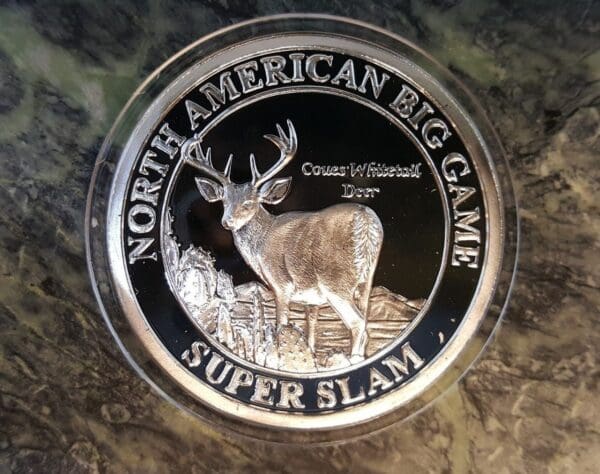 NORTH AMERICAN BIG GAME
Coues Whitetail
Deer
SUPER SLAM